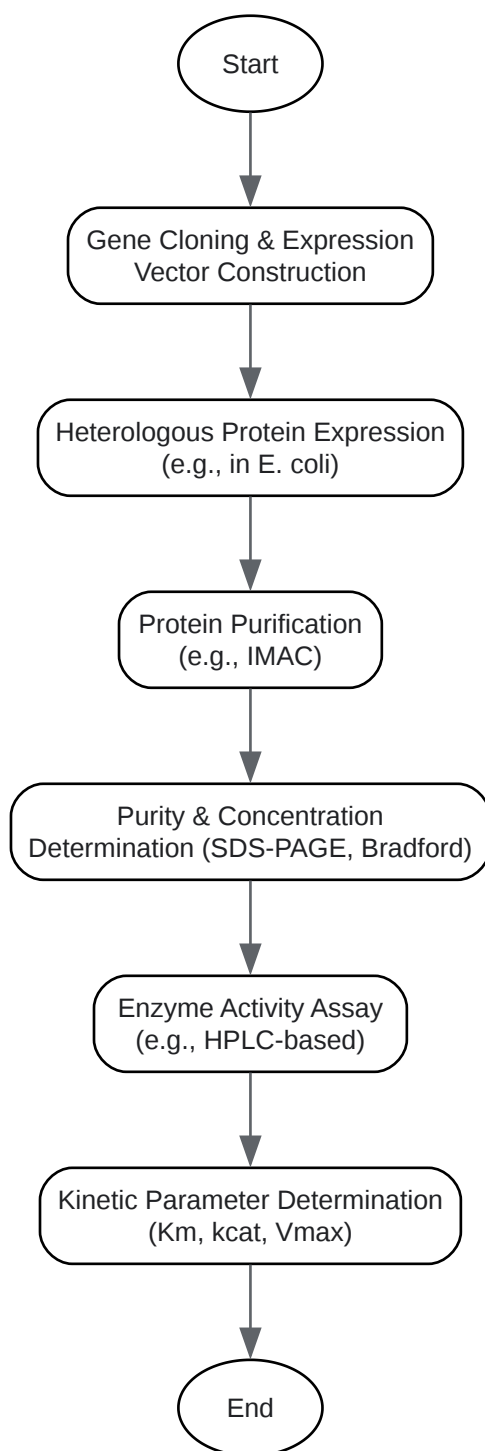 Start
Gene Cloning & Expression
Vector Construction
Heterologous Protein Expression
(e.g., in E. coli)
Protein Purification
(e.g., IMAC)
Purity & Concentration
Determination (SDS-PAGE, Bradford)
Enzyme Activity Assay
(e.g., HPLC-based)
Kinetic Parameter Determination
(Km, kcat, Vmax)
End